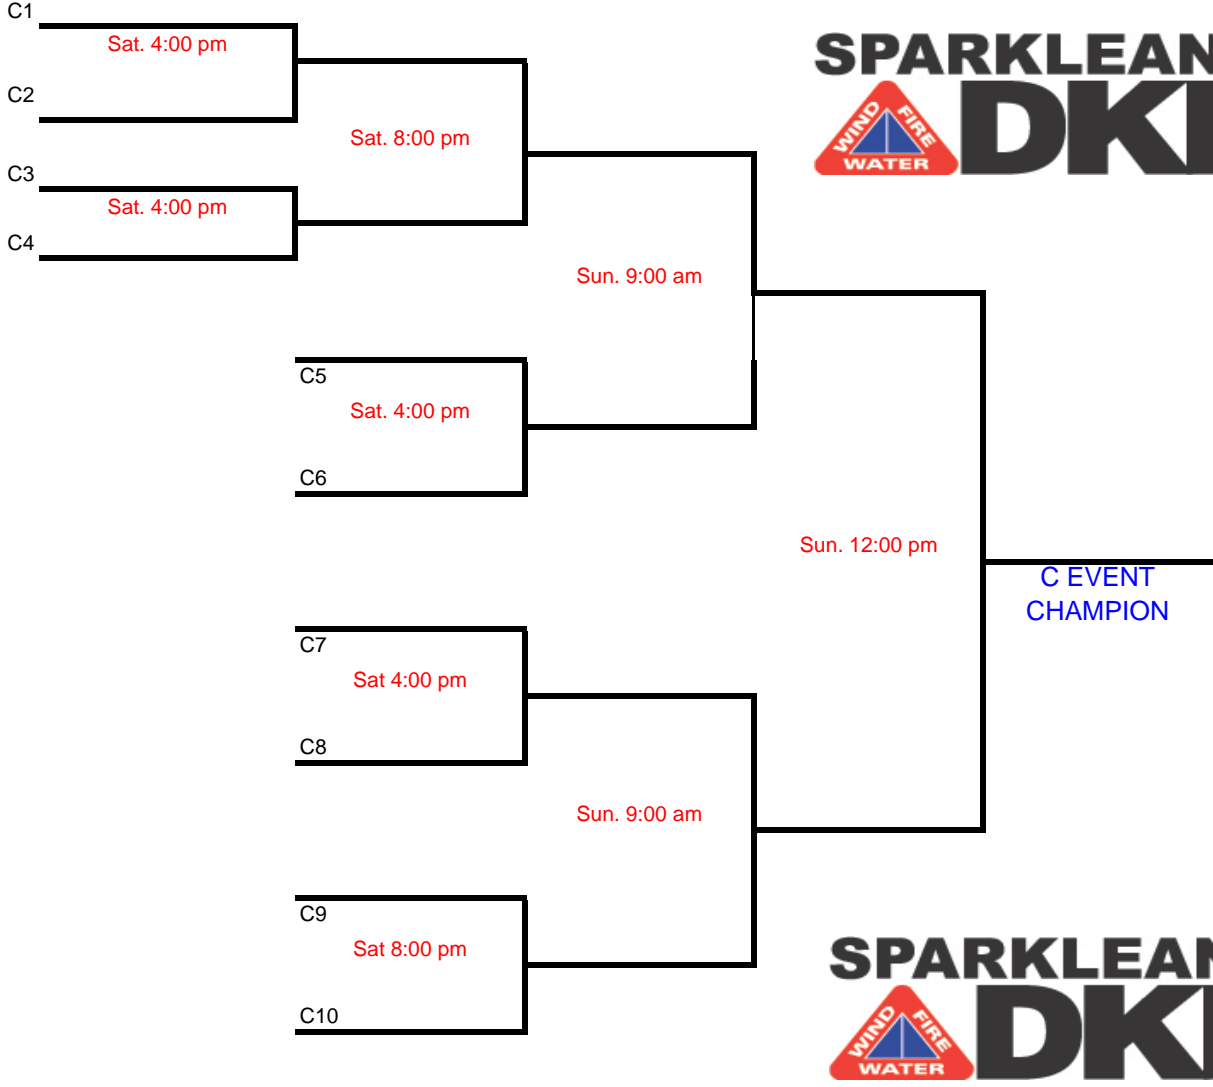 C1
Sat. 4:00 pm
SPARKLEAN
C2
WIND FIRE WATER
DKI
Sat. 8:00 pm
C3
Sat. 4:00 pm
C4
Sun. 9:00 am
C5
Sat. 4:00 pm
C6
Sun. 12:00 pm
C EVENT
CHAMPION
C7
Sat 4:00 pm
C8
Sun. 9:00 am
C9
Sat 8:00 pm
SPARKLEAN
C10
WIND FIRE WATER
DKI